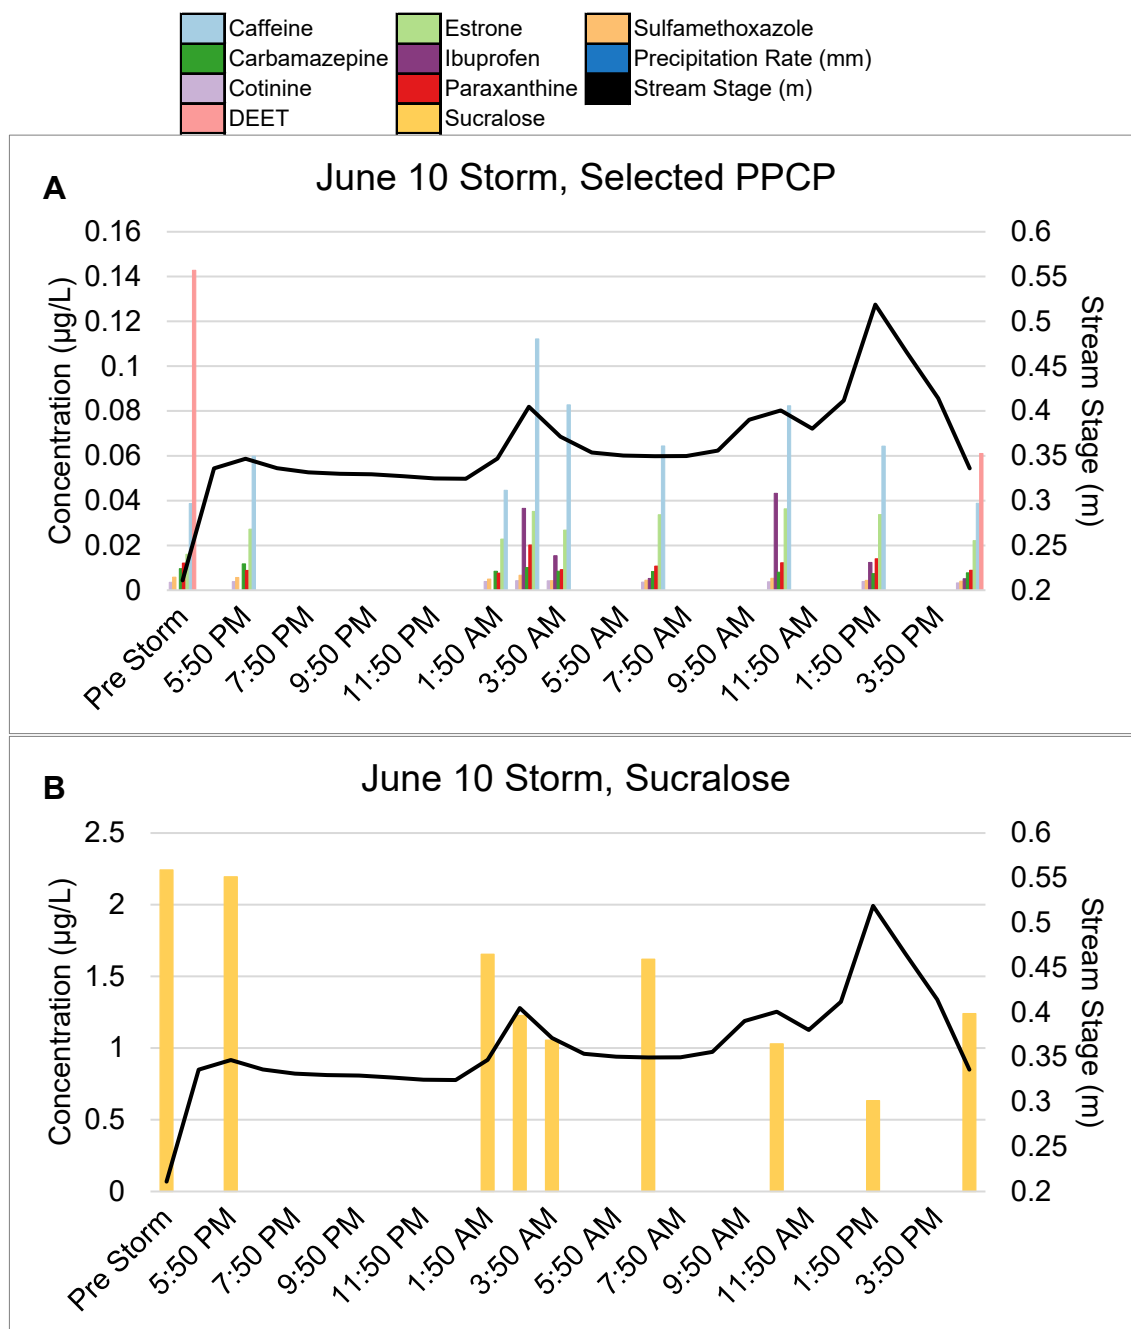 Caffeine Estrone Sulfamethoxazole
Carbamazepine Ibuprofen Precipitation Rate (mm)
Cotinine Paraxanthine Stream Stage (m)
DEET Sucralose
A June 10 Storm, Selected PPCP
Concentration (µg/L)
0.16
0.14
0.12
0.1
0.08
0.06
0.04
0.02
0
0.6
0.55
0.5
0.45
0.4
0.35
0.3
0.25
0.2
Stream Stage (m)
Pre Storm 5:50 PM 7:50 PM 9:50 PM 11:50 PM 1:50 AM 3:50 AM 5:50 AM 7:50 AM 9:50 AM 11:50 AM 1:50 PM 3:50 PM
B June 10 Storm, Sucralose
Concentration (µg/L)
2.5
2
1.5
1
0.5
0
0.6
0.55
0.5
0.45
0.4
0.35
0.3
0.25
0.2
Stream Stage (m)
Pre Storm 5:50 PM 7:50 PM 9:50 PM 11:50 PM 1:50 AM 3:50 AM 5:50 AM 7:50 AM 9:50 AM 11:50 AM 1:50 PM 3:50 PM